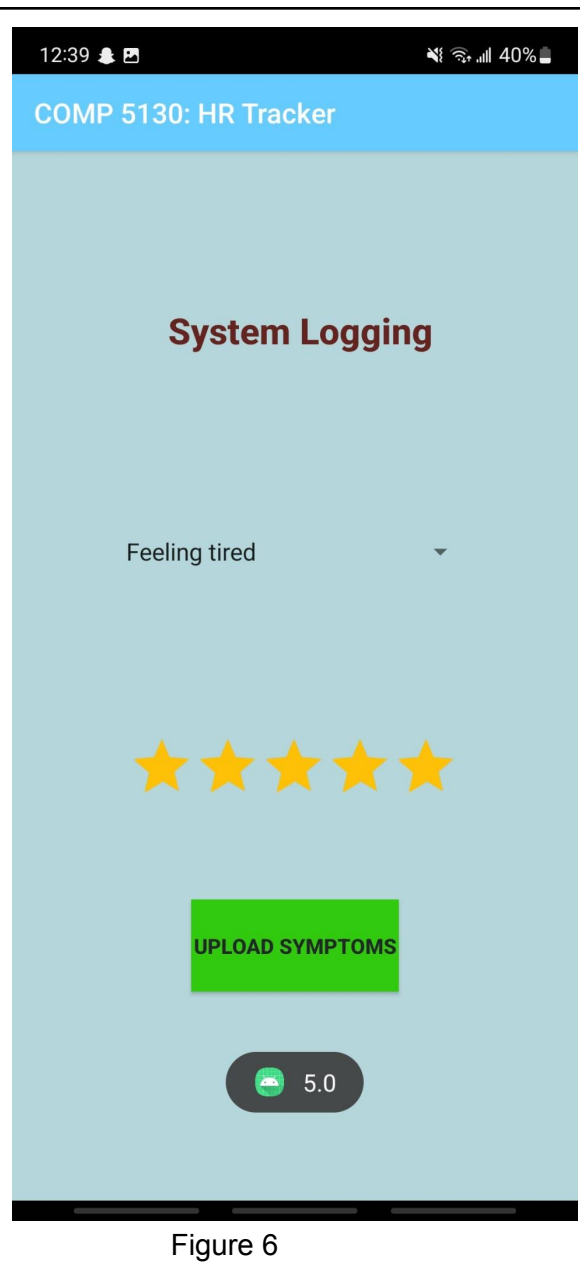 12:39 40%
COMP 5130: HR Tracker
System Logging
Feeling tired
UPLOAD SYMPTOMS
5.0
Figure 6